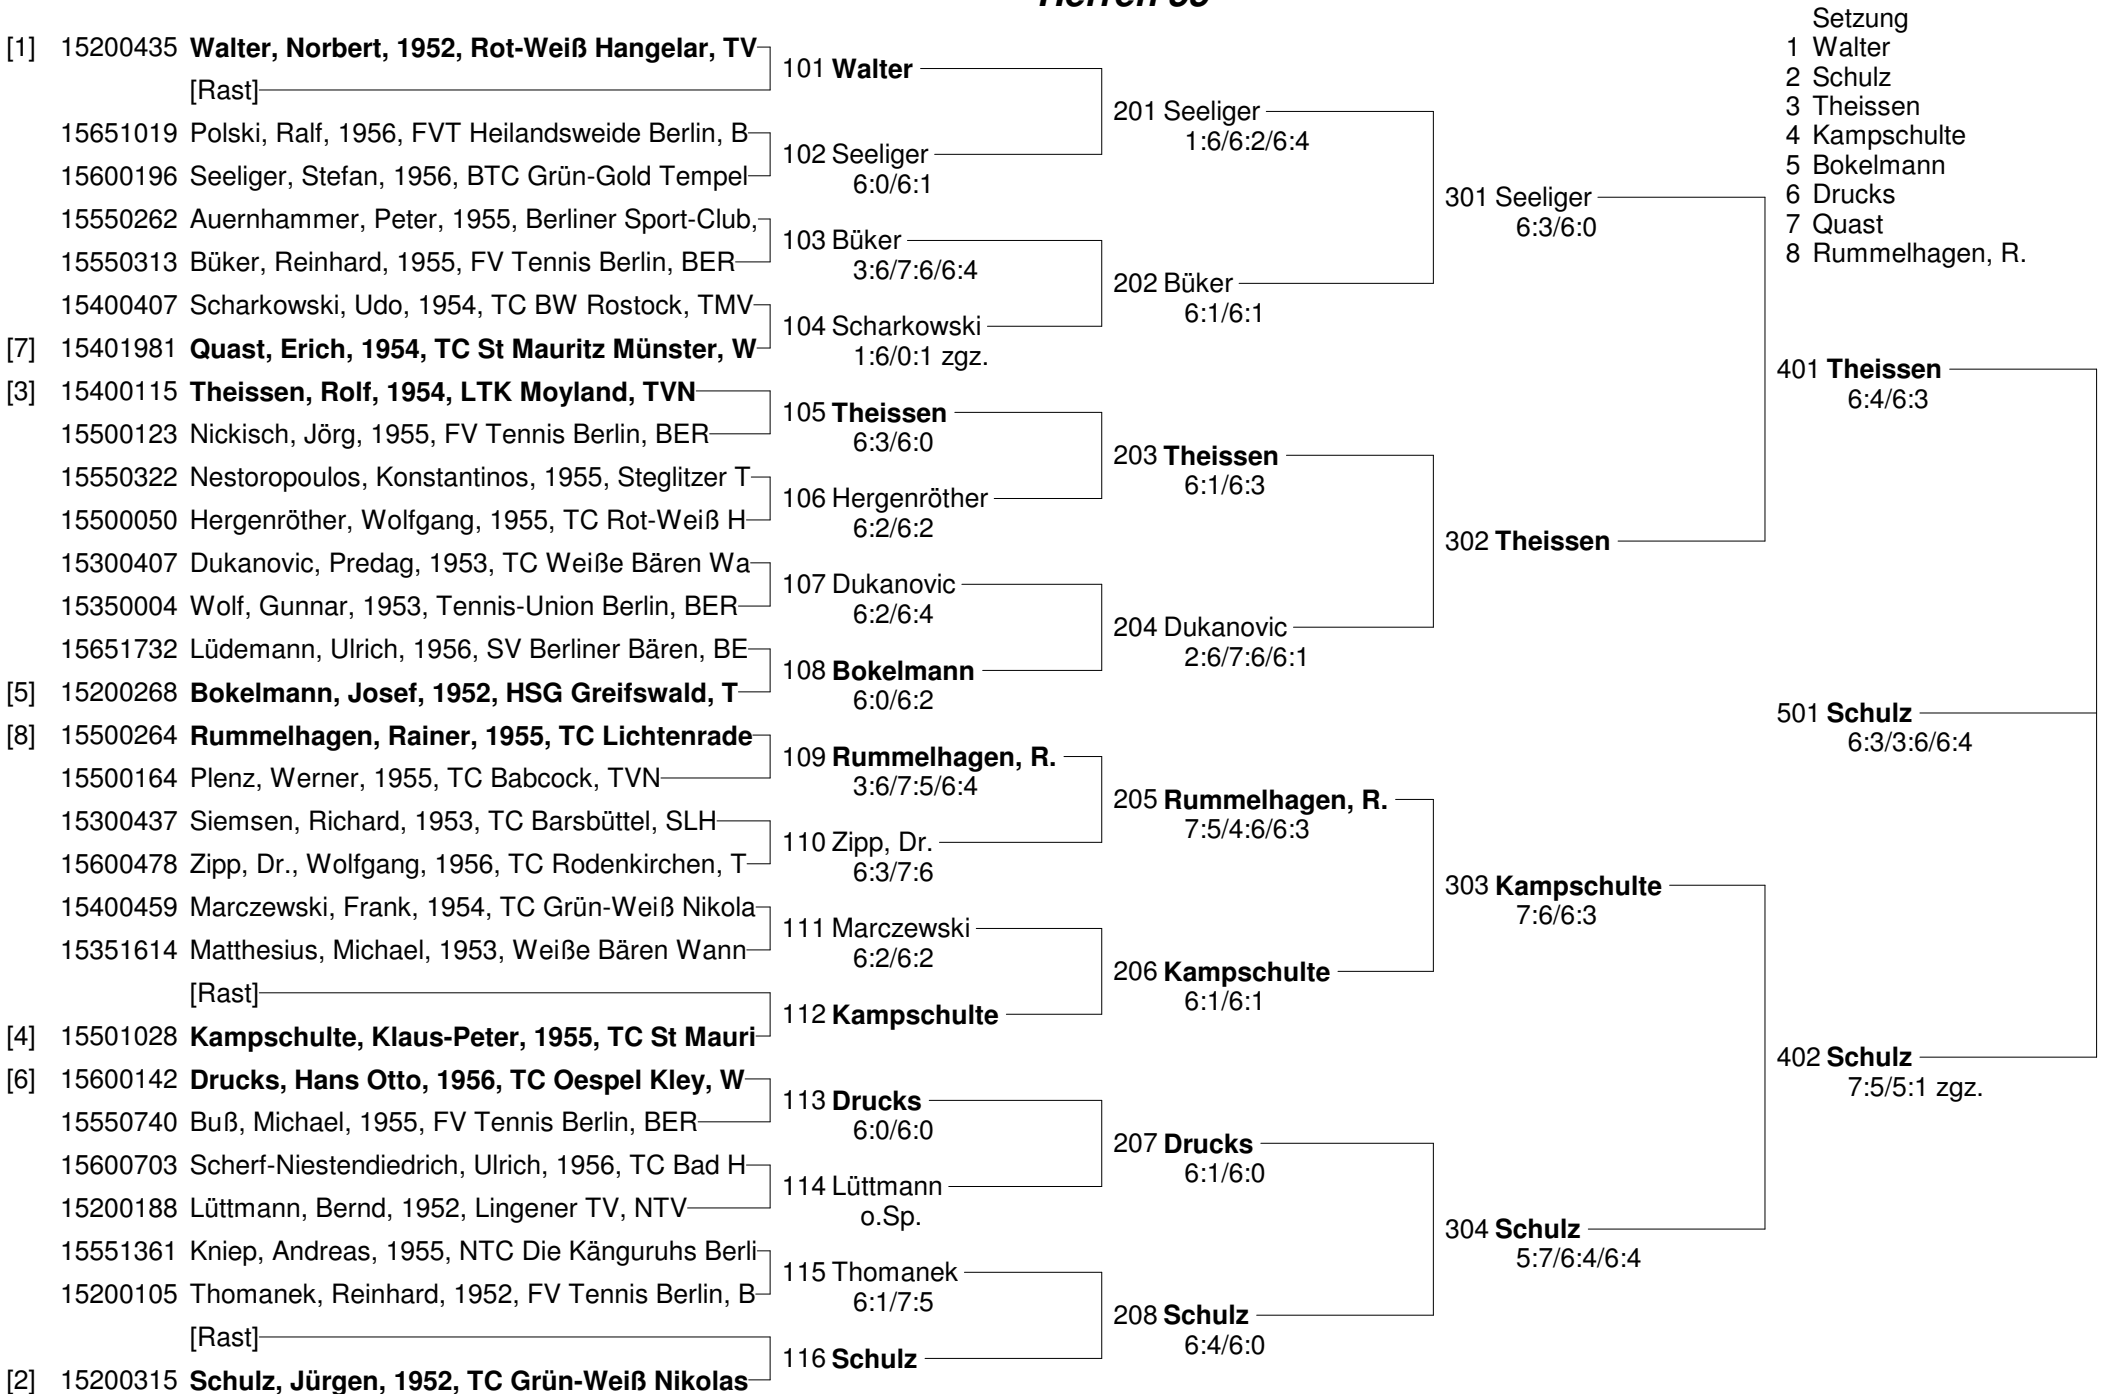 Herren 55
[1] 15200435 Walter, Norbert, 1952, Rot-Weiß Hangelar, TV
[Rast]
15651019 Polski, Ralf, 1956, FVT Heilandsweide Berlin, B
15600196 Seeliger, Stefan, 1956, BTC Grün-Gold Tempel
15550262 Auernhammer, Peter, 1955, Berliner Sport-Club,
15550313 Büker, Reinhard, 1955, FV Tennis Berlin, BER
15400407 Scharkowski, Udo, 1954, TC BW Rostock, TMV
[7] 15401981 Quast, Erich, 1954, TC St Mauritz Münster, W
[3] 15400115 Theissen, Rolf, 1954, LTK Moyland, TVN
15500123 Nickisch, Jörg, 1955, FV Tennis Berlin, BER
15550322 Nestoropoulos, Konstantinos, 1955, Steglitzer T
15500050 Hergenröther, Wolfgang, 1955, TC Rot-Weiß H
15300407 Dukanovic, Predag, 1953, TC Weiße Bären Wa
15350004 Wolf, Gunnar, 1953, Tennis-Union Berlin, BER
15651732 Lüdemann, Ulrich, 1956, SV Berliner Bären, BE
[5] 15200268 Bokelmann, Josef, 1952, HSG Greifswald, T
[8] 15500264 Rummelhagen, Rainer, 1955, TC Lichtenrade
15500164 Plenz, Werner, 1955, TC Babcock, TVN
15300437 Siemsen, Richard, 1953, TC Barsbüttel, SLH
15600478 Zipp, Dr., Wolfgang, 1956, TC Rodenkirchen, T
15400459 Marczewski, Frank, 1954, TC Grün-Weiß Nikola
15351614 Matthesius, Michael, 1953, Weiße Bären Wann
[Rast]
[4] 15501028 Kampschulte, Klaus-Peter, 1955, TC St Mauri
[6] 15600142 Drucks, Hans Otto, 1956, TC Oespel Kley, W
15550740 Buß, Michael, 1955, FV Tennis Berlin, BER
15600703 Scherf-Niestendiedrich, Ulrich, 1956, TC Bad H
15200188 Lüttmann, Bernd, 1952, Lingener TV, NTV
15551361 Kniep, Andreas, 1955, NTC Die Känguruhs Berli
15200105 Thomanek, Reinhard, 1952, FV Tennis Berlin, B
[Rast]
[2] 15200315 Schulz, Jürgen, 1952, TC Grün-Weiß Nikolas
101 Walter
102 Seeliger
6:0/6:1
103 Büker
3:6/7:6/6:4
104 Scharkowski
1:6/0:1 zgz.
105 Theissen
6:3/6:0
106 Hergenröther
6:2/6:2
107 Dukanovic
6:2/6:4
108 Bokelmann
6:0/6:2
109 Rummelhagen, R.
3:6/7:5/6:4
110 Zipp, Dr.
6:3/7:6
111 Marczewski
6:2/6:2
112 Kampschulte
113 Drucks
6:0/6:0
114 Lüttmann
o.Sp.
115 Thomanek
6:1/7:5
116 Schulz
201 Seeliger
1:6/6:2/6:4
202 Büker
6:1/6:1
203 Theissen
6:1/6:3
204 Dukanovic
2:6/7:6/6:1
205 Rummelhagen, R.
7:5/4:6/6:3
206 Kampschulte
6:1/6:1
207 Drucks
6:1/6:0
208 Schulz
6:4/6:0
301 Seeliger
6:3/6:0
302 Theissen
303 Kampschulte
7:6/6:3
304 Schulz
5:7/6:4/6:4
Setzung
1 Walter
2 Schulz
3 Theissen
4 Kampschulte
5 Bokelmann
6 Drucks
7 Quast
8 Rummelhagen, R.
401 Theissen
6:4/6:3
501 Schulz
6:3/3:6/6:4
402 Schulz
7:5/5:1 zgz.